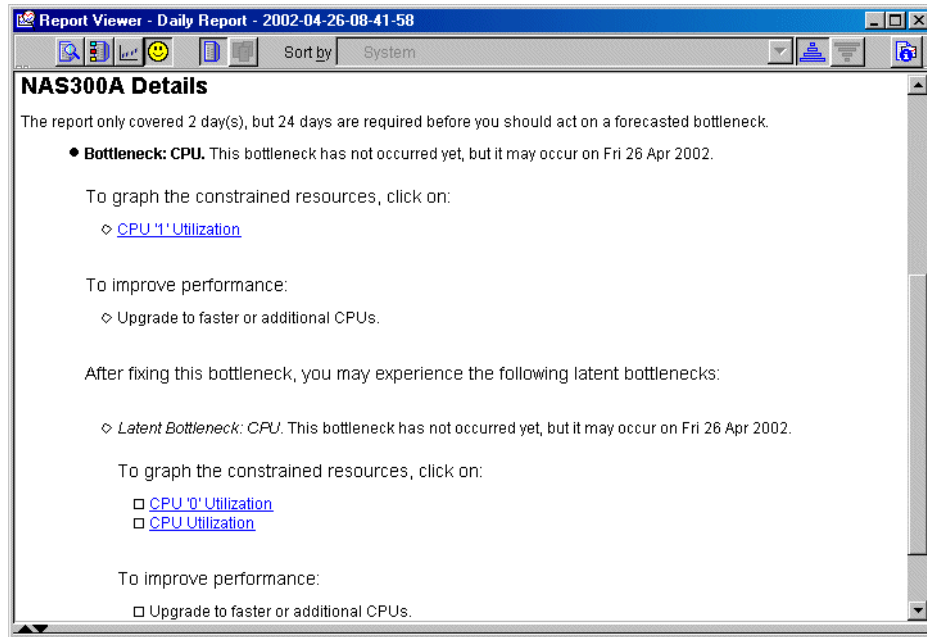 Report Viewer - Daily Report - 2002-04-26-08-41-58
Sort by System
NAS300A Details
The report only covered 2 day(s), but 24 days are required before you should act on a forecasted bottleneck.
Bottleneck: CPU. This bottleneck has not occurred yet, but it may occur on Fri 26 Apr 2002.
To graph the constrained resources, click on:
CPU '1' Utilization
To improve performance:
Upgrade to faster or additional CPUs.
After fixing this bottleneck, you may experience the following latent bottlenecks:
Latent Bottleneck: CPU. This bottleneck has not occurred yet, but it may occur on Fri 26 Apr 2002.
To graph the constrained resources, click on:
CPU '0' Utilization
CPU Utilization
To improve performance:
Upgrade to faster or additional CPUs.